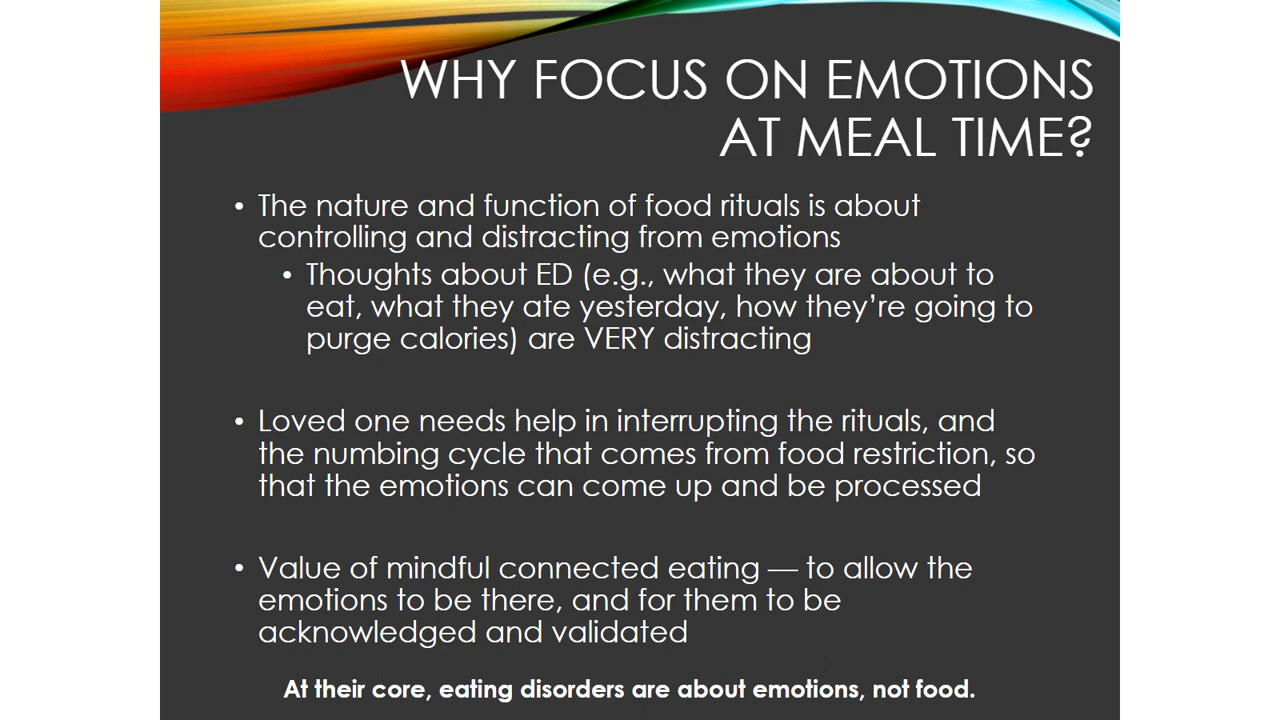 WHY FOCUS ON EMOTIONS
AT MEAL TIME?
• The nature and function of food rituals is about
controlling and distracting from emotions
• Thoughts about ED (e.g., what they are about to
eat, what they ate yesterday, how they’re going to
purge calories) are VERY distracting
• Loved one needs help in interrupting the rituals, and
the numbing cycle that comes from food restriction, so
that the emotions can come up and be processed
• Value of mindful connected eating — to allow the
emotions to be there, and for them to be
acknowledged and validated
At their core, eating disorders are about emotions, not food.